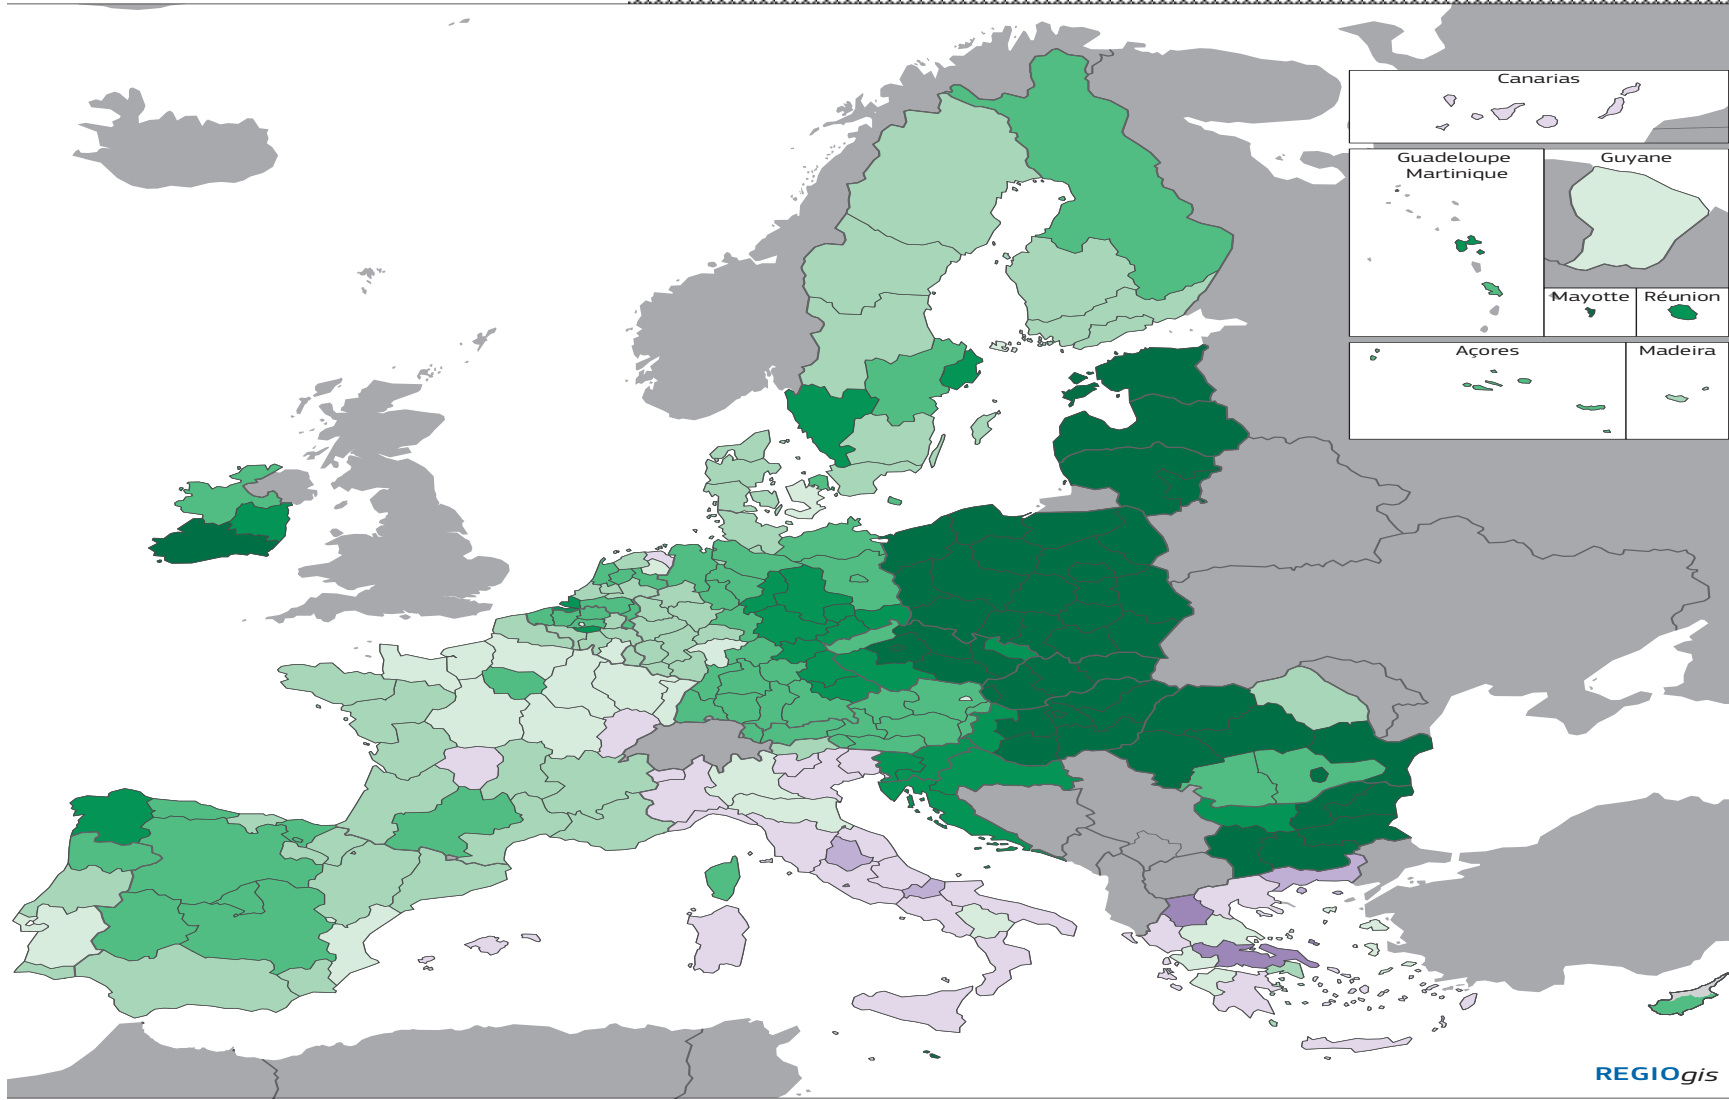 Canarias
Guadeloupe
Martinique
Guyane
Mayotte
Réunion
Açores
Madeira
REGIOgis